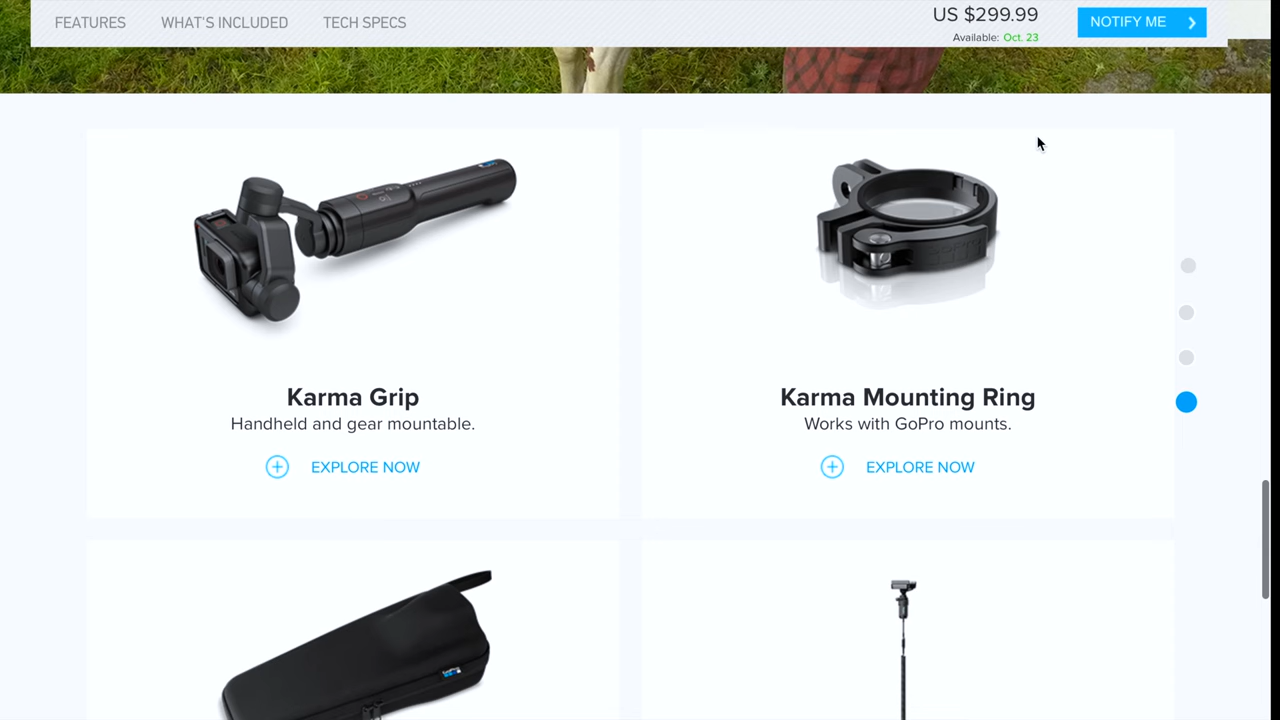 FEATURES
WHAT'S INCLUDED
TECH SPECS
US $299.99
NOTIFY ME
Available: Oct. 23
Karma Grip
Handheld and gear mountable.
EXPLORE NOW
Karma Mounting Ring
Works with GoPro mounts.
EXPLORE NOW
GoPro